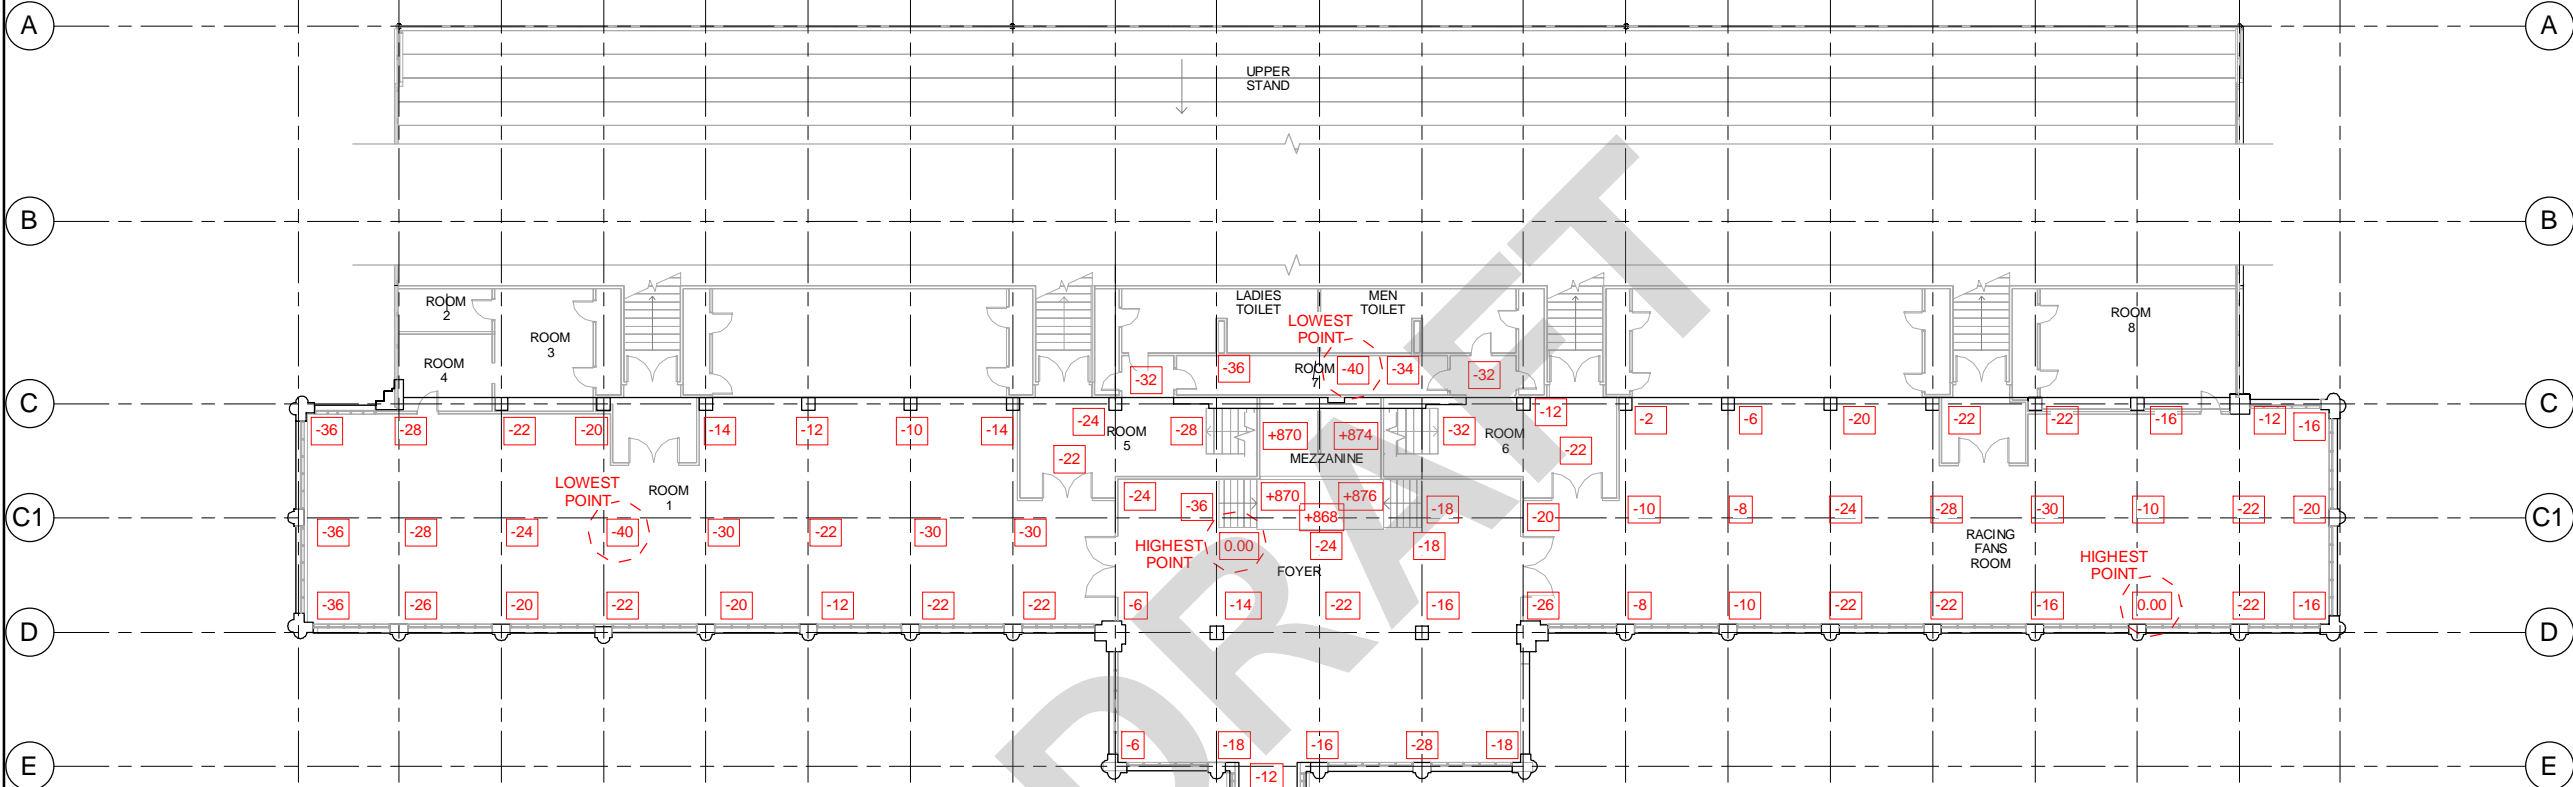 A
A
UPPER
STAND
B
B
ROOM
2
ROOM
3
ROOM
4
LADIES
TOILET
MEN
TOILET
LOWEST
POINT
ROOM
8
-32
-36
ROOM
7
-40
-34
-32
C
C
-36
-28
-22
-20
-14
-12
-10
-14
-24
ROOM
5
-28
+870
+874
MEZZANINE
-32
ROOM
6
-12
-22
-22
-2
-6
-20
-22
-22
-16
-12
-16
LOWEST
POINT
ROOM
1
-24
-36
+870
+876
+868
-18
-20
-10
-8
-24
-28
-30
-10
-22
-20
C1
C1
-36
-28
-24
-40
-30
-22
-30
-30
HIGHEST
POINT
0.00
-24
-18
FOYER
RACING
FANS
ROOM
HIGHEST
POINT
-36
-26
-20
-22
-20
-12
-22
-22
-6
-14
-22
-16
-26
-8
-10
-22
-22
-16
0.00
-22
-16
D
D
-6
-18
-16
-28
-18
-12
E
E
DRAFT